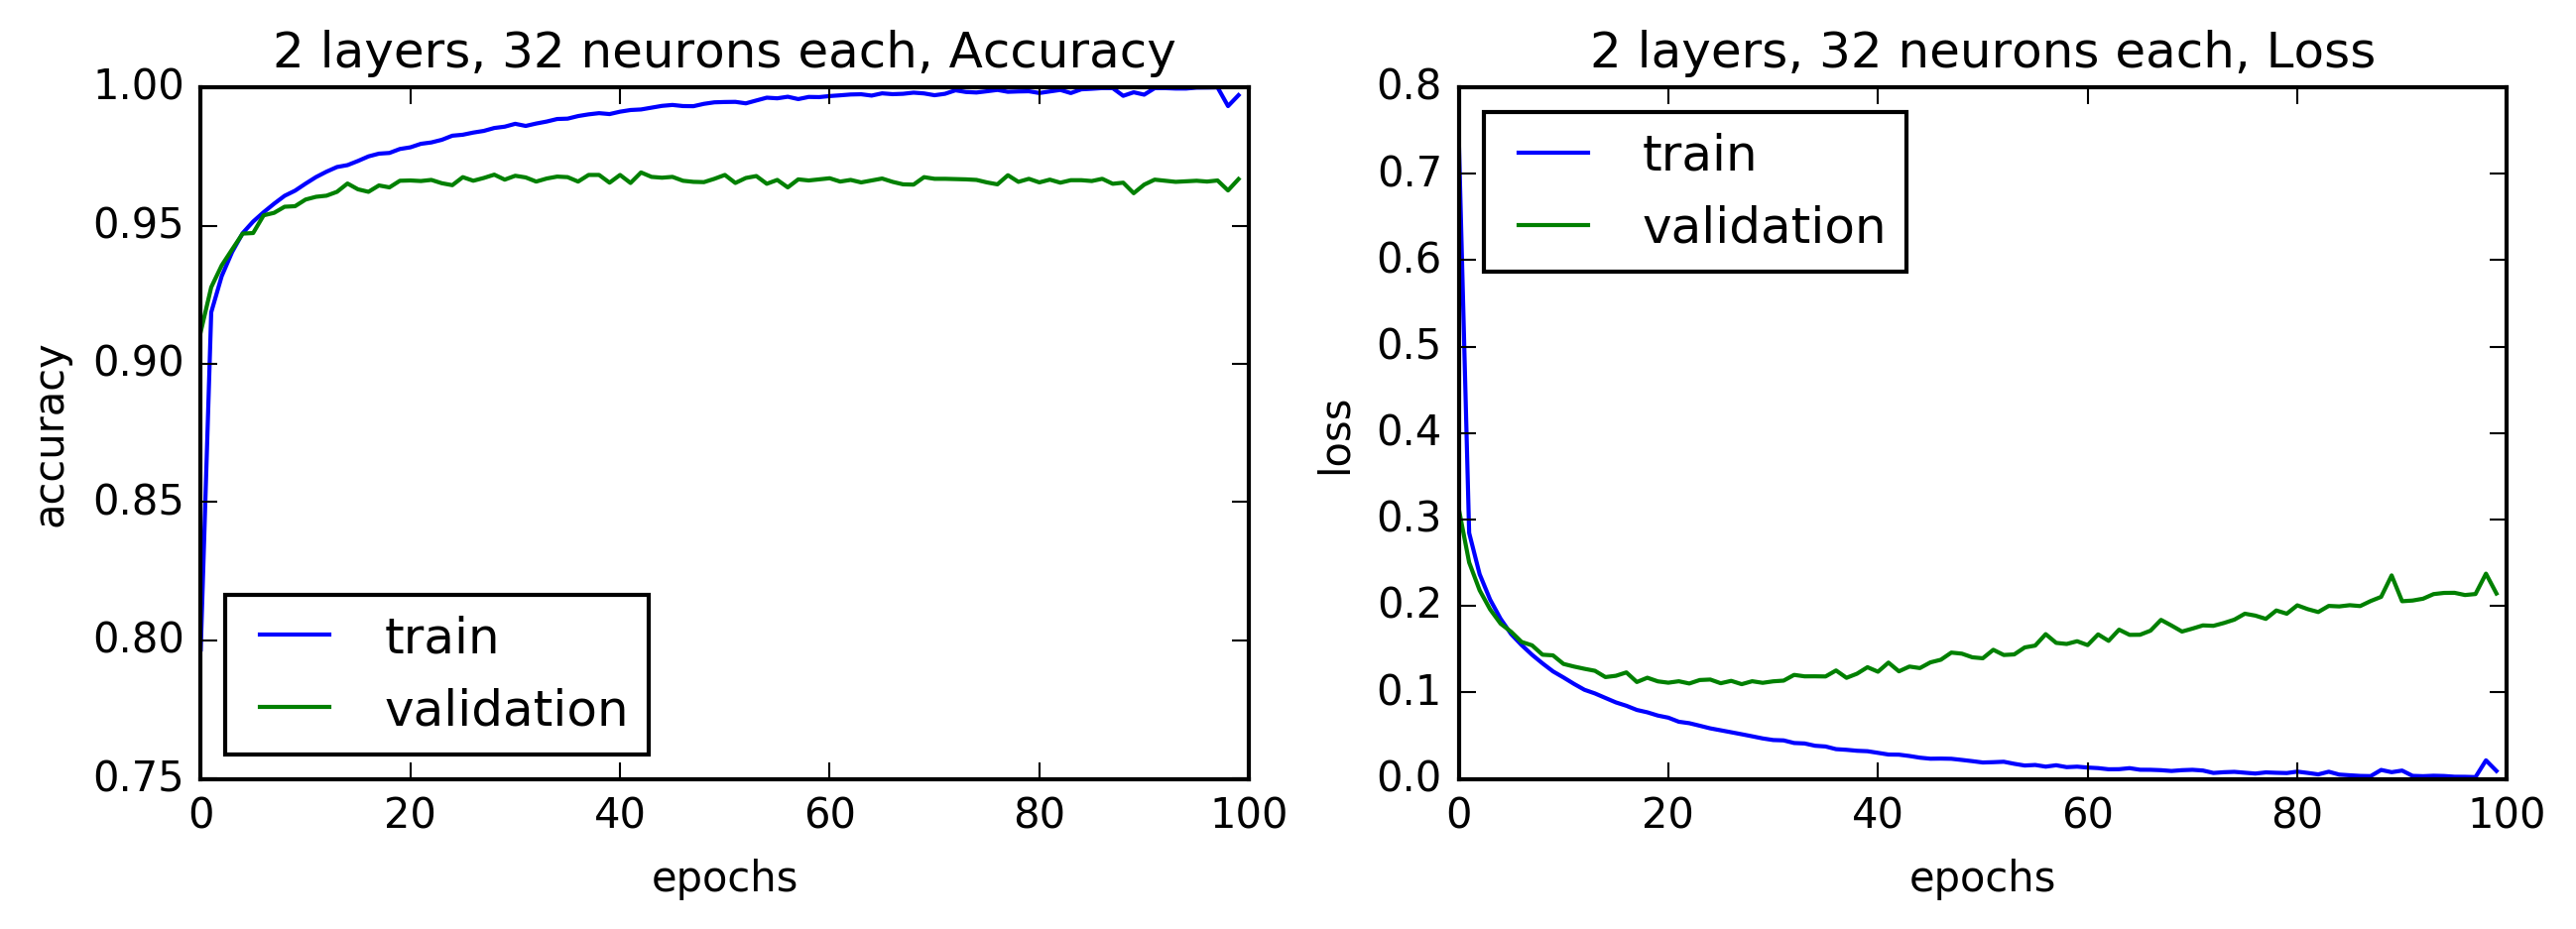 2 layers, 32 neurons each, Accuracy
1.00
0.95
0.90
0.85
0.80
0.75
accuracy
train
validation
0 20 40 60 80 100
epochs
2 layers, 32 neurons each, Loss
0.8
0.7
0.6
0.5
0.4
0.3
0.2
0.1
0.0
loss
train
validation
0 20 40 60 80 100
epochs